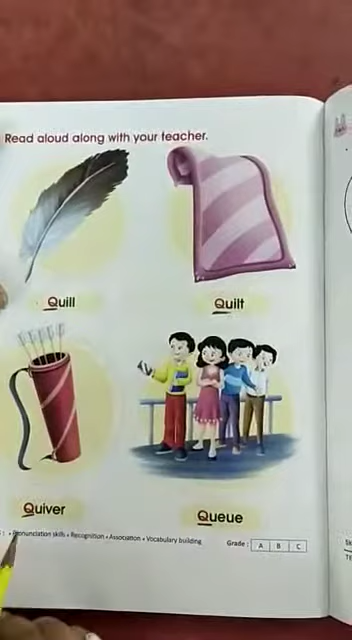 Read aloud along with your teacher.
Quill
Quilt
Quiver
Queue
• Pronunciation skills • Recognition • Association • Vocabulary building
Grade : A B C